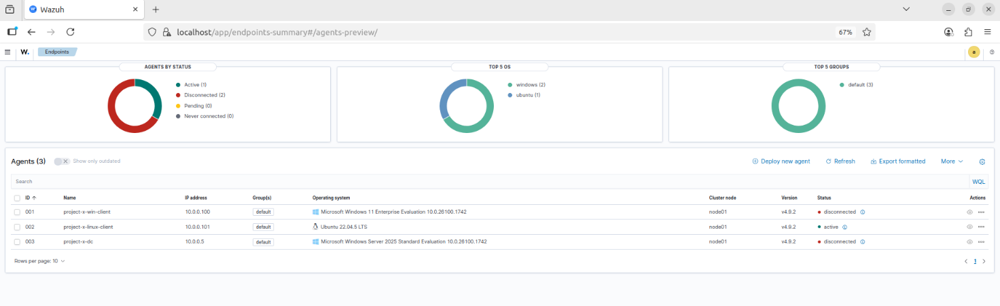 Wazuh
localhost/app/endpoints-summary#/agents-preview/
67%
W. Endpoints a
AGENTS BY STATUS
Active (1)
Disconnected (2)
Pending (0)
Never connected (0)
TOP 5 OS
windows (2)
ubuntu (1)
TOP 5 GROUPS
default (3)
Agents (3) Show only outdated Deploy new agent Refresh Export formatted More
Search WQL
ID Name IP address Group(s) Operating system Cluster node Version Status Actions
001 project-x-win-client 10.0.0.100 default Microsoft Windows 11 Enterprise Evaluation 10.0.26100.1742 node01 v4.9.2 disconnected
002 project-x-linux-client 10.0.0.101 default Ubuntu 22.04.5 LTS node01 v4.9.2 active
003 project-x-dc 10.0.0.5 default Microsoft Windows Server 2025 Standard Evaluation 10.0.26100.1742 node01 v4.9.2 disconnected
Rows per page: 10 1